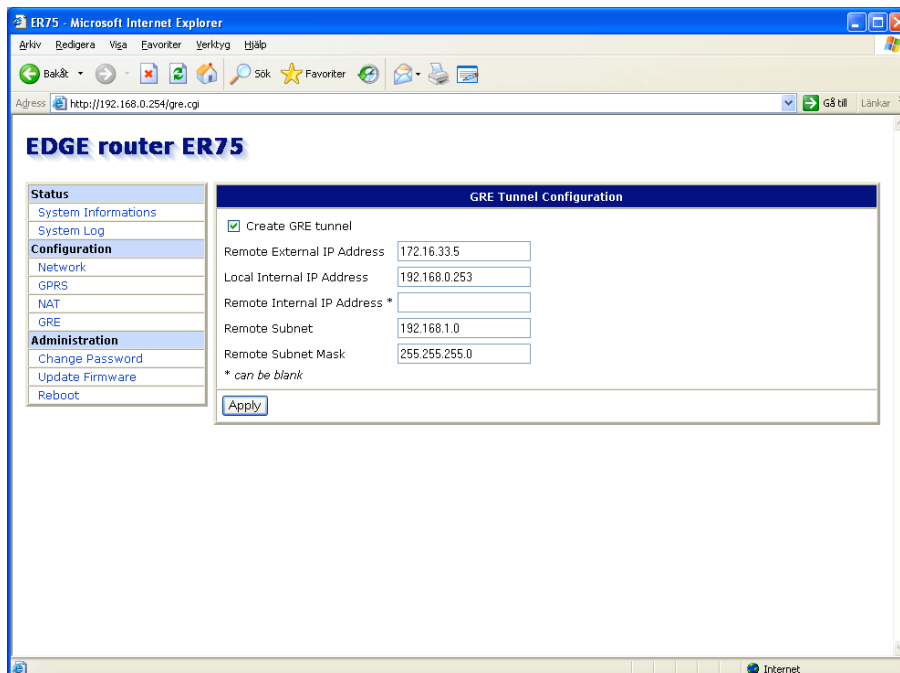 ER75 - Microsoft Internet Explorer
Arkiv Redigera Visa Favoriter Verktyg Hjälp
Bakåt Sök Favoriter
Adress http://192.168.0.254/gre.cgi Gå till Länkar
EDGE router ER75
Status
System Informations
System Log
Configuration
Network
GPRS
NAT
GRE
Administration
Change Password
Update Firmware
Reboot
GRE Tunnel Configuration
Create GRE tunnel
Remote External IP Address 172.16.33.5
Local Internal IP Address 192.168.0.253
Remote Internal IP Address *
Remote Subnet 192.168.1.0
Remote Subnet Mask 255.255.255.0
* can be blank
Apply
Internet